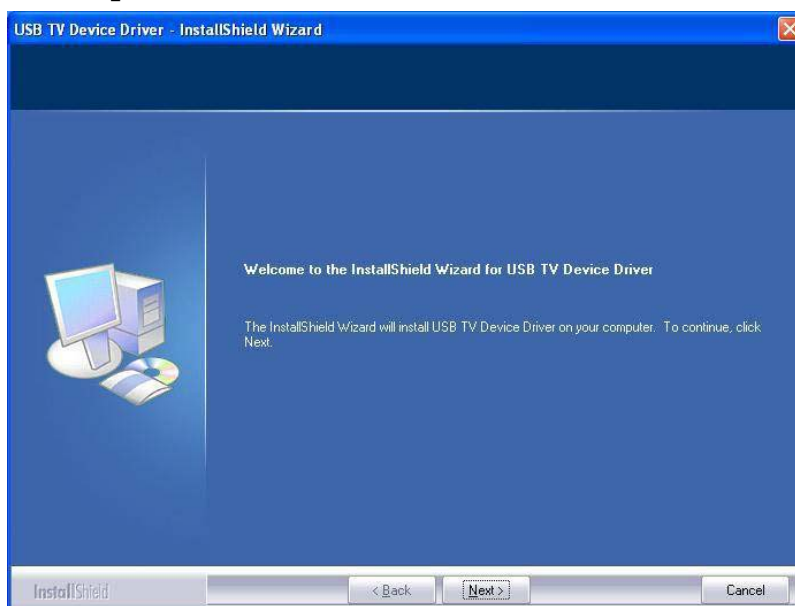 USB TV Device Driver - InstallShield Wizard
Welcome to the InstallShield Wizard for USB TV Device Driver
The InstallShield Wizard will install USB TV Device Driver on your computer. To continue, click
Next.
InstallShield
< Back Next > Cancel